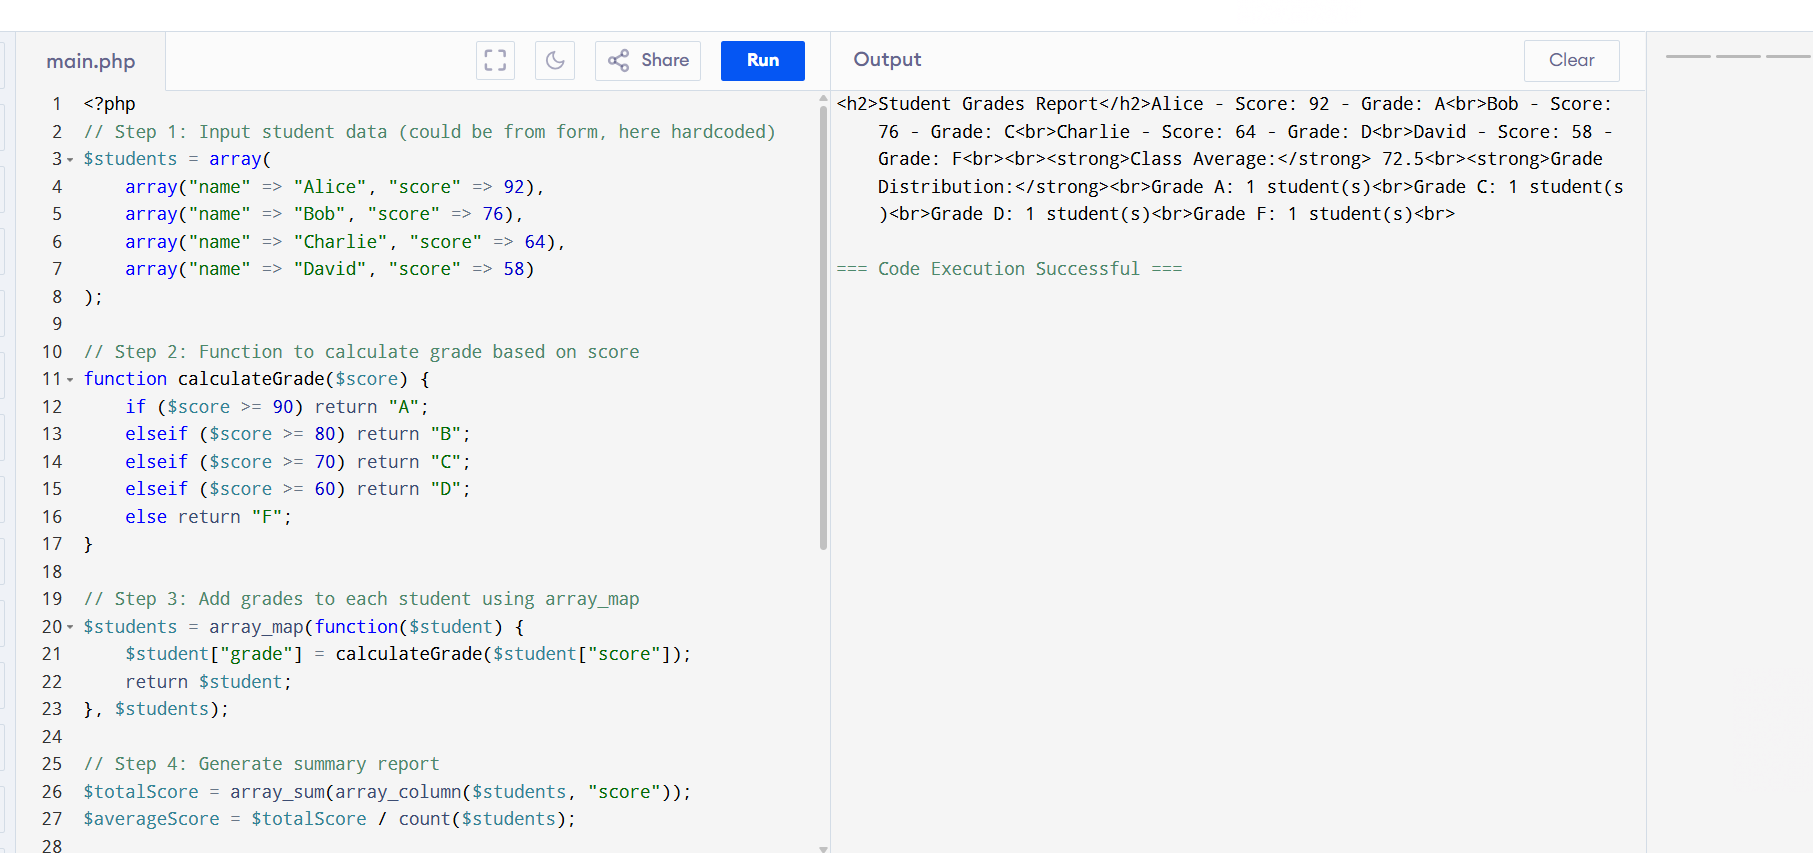 main.php
Share
Run
Output
Clear
1 <?php
2 // Step 1: Input student data (could be from form, here hardcoded)
3 $students = array(
4     array("name" => "Alice", "score" => 92),
5     array("name" => "Bob", "score" => 76),
6     array("name" => "Charlie", "score" => 64),
7     array("name" => "David", "score" => 58)
8 );
9
10 // Step 2: Function to calculate grade based on score
11 function calculateGrade($score) {
12     if ($score >= 90) return "A";
13     elseif ($score >= 80) return "B";
14     elseif ($score >= 70) return "C";
15     elseif ($score >= 60) return "D";
16     else return "F";
17 }
18
19 // Step 3: Add grades to each student using array_map
20 $students = array_map(function($student) {
21     $student["grade"] = calculateGrade($student["score"]);
22     return $student;
23 }, $students);
24
25 // Step 4: Generate summary report
26 $totalScore = array_sum(array_column($students, "score"));
27 $averageScore = $totalScore / count($students);
28
<h2>Student Grades Report</h2>Alice - Score: 92 - Grade: A<br>Bob - Score:
76 - Grade: C<br>Charlie - Score: 64 - Grade: D<br>David - Score: 58 -
Grade: F<br><br><strong>Class Average:</strong> 72.5<br><strong>Grade
Distribution:</strong><br>Grade A: 1 student(s)<br>Grade C: 1 student(s
)<br>Grade D: 1 student(s)<br>Grade F: 1 student(s)<br>
=== Code Execution Successful ===